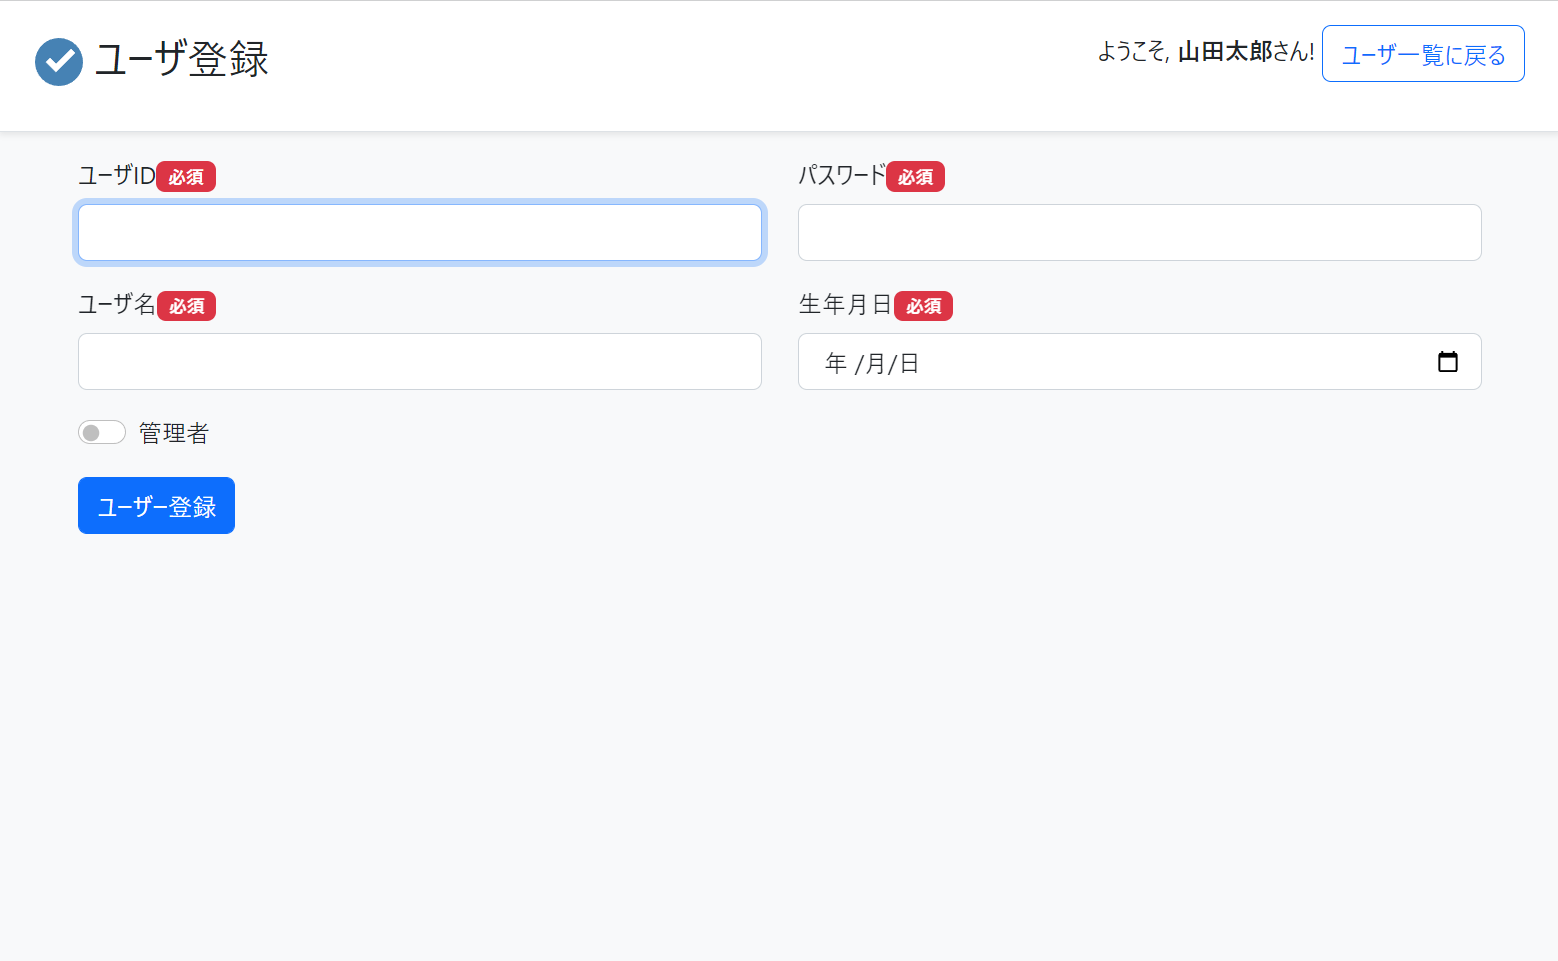 ユーザ登録
ようこそ, 山田太郎さん! ユーザ一覧に戻る
ユーザID 必須
パスワード 必須
ユーザ名 必須
生年月日 必須
年 /月/日
管理者
ユーザー登録